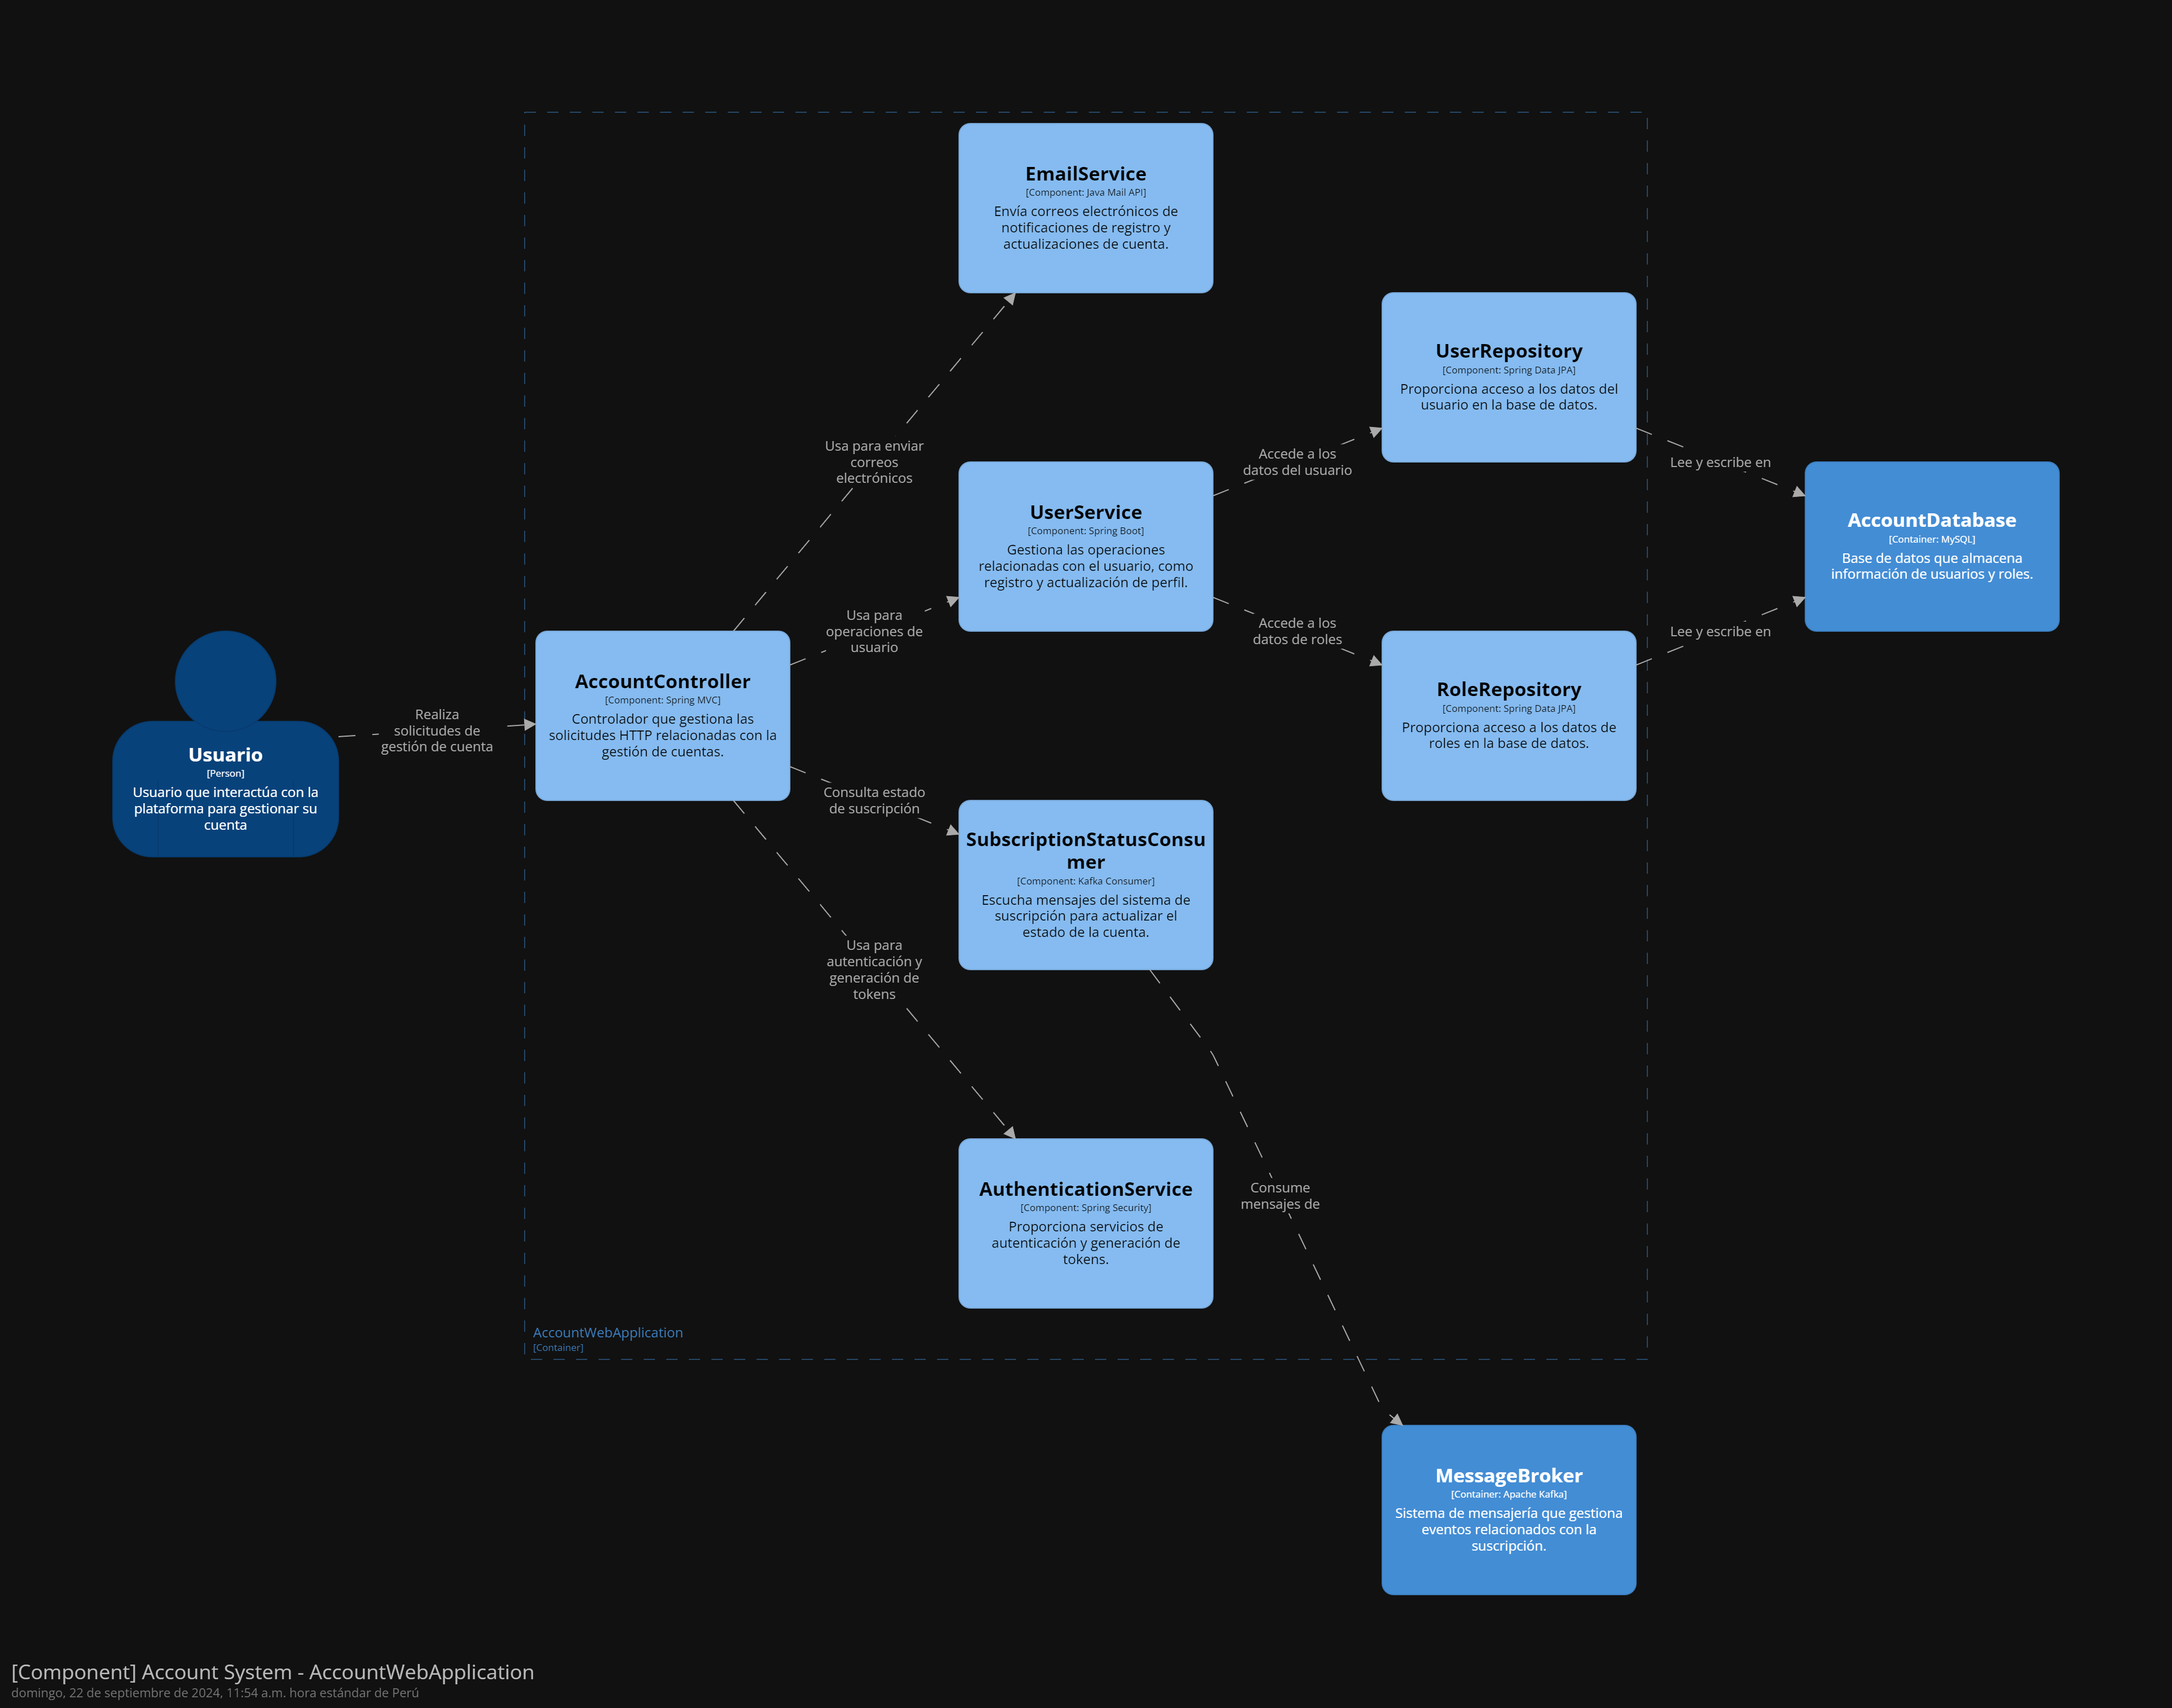 EmailService
[Component: Java Mail API]
Envía correos electrónicos de
notificaciones de registro y
actualizaciones de cuenta.
UserRepository
[Component: Spring Data JPA]
Proporciona acceso a los datos del
usuario en la base de datos.
Usa para enviar
correos
electrónicos
Accede a los
datos del usuario
Lee y escribe en
UserService
[Component: Spring Boot]
Gestiona las operaciones
relacionadas con el usuario, como
registro y actualización de perfil.
AccountDatabase
[Container: MySQL]
Base de datos que almacena
información de usuarios y roles.
Usa para
operaciones de
usuario
Accede a los
datos de roles
Lee y escribe en
AccountController
[Component: Spring MVC]
Controlador que gestiona las
solicitudes HTTP relacionadas con la
gestión de cuentas.
RoleRepository
[Component: Spring Data JPA]
Proporciona acceso a los datos de
roles en la base de datos.
Realiza
solicitudes de
gestión de cuenta
Usuario
[Person]
Usuario que interactúa con la
plataforma para gestionar su
cuenta
Consulta estado
de suscripción
SubscriptionStatusConsu
mer
[Component: Kafka Consumer]
Escucha mensajes del sistema de
suscripción para actualizar el
estado de la cuenta.
Usa para
autenticación y
generación de
tokens
AuthenticationService
[Component: Spring Security]
Proporciona servicios de
autenticación y generación de
tokens.
Consume
mensajes de
AccountWebApplication
[Container]
MessageBroker
[Container: Apache Kafka]
Sistema de mensajería que gestiona
eventos relacionados con la
suscripción.
[Component] Account System - AccountWebApplication
domingo, 22 de septiembre de 2024, 11:54 a.m. hora estándar de Perú